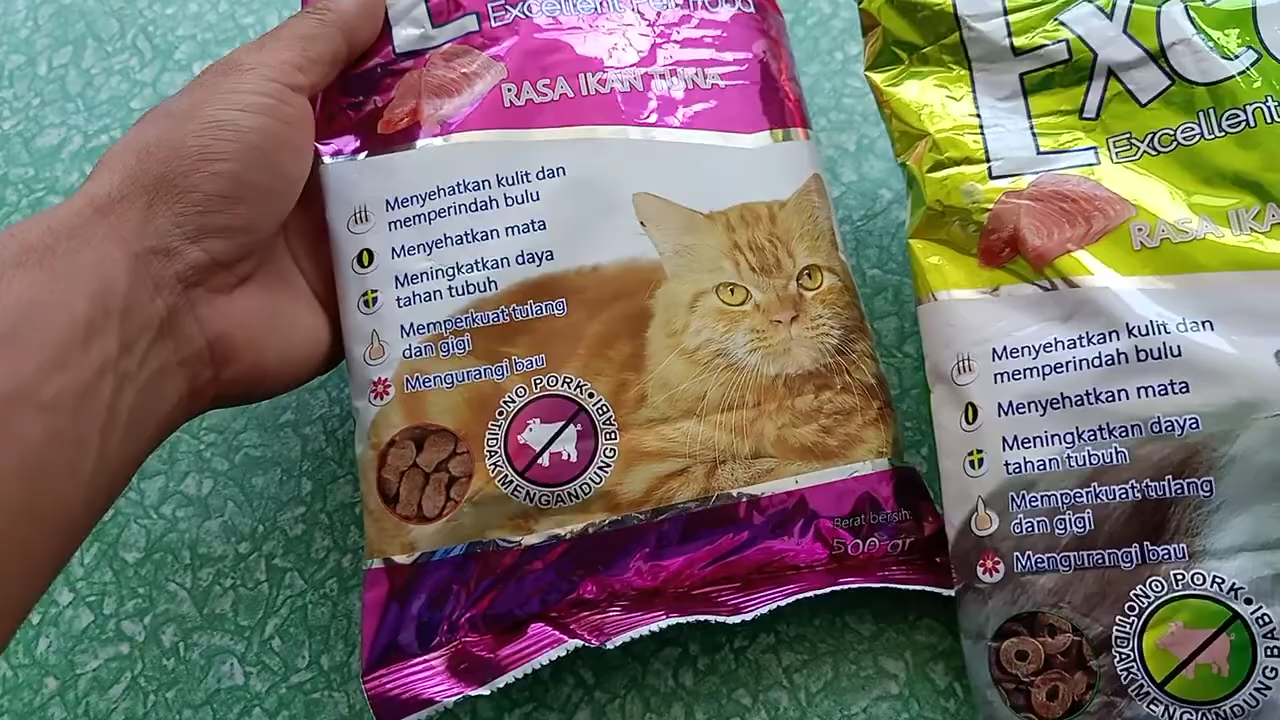 Excellent Pet Food
RASA IKAN TUNA
Menyehatkan kulit dan
memperindah bulu
Menyehatkan mata
Meningkatkan daya
tahan tubuh
Memperkuat tulang
dan gigi
Mengurangi bau
NO PORK
TIDAK MENGANDUNG BABI
Berat bersih:
500 gr
Exce
Excellent
RASA IKA
Menyehatkan kulit dan
memperindah bulu
Menyehatkan mata
Meningkatkan daya
tahan tubuh
Memperkuat tulang
dan gigi
Mengurangi bau
NO PORK
TIDAK MENGANDUNG BABI